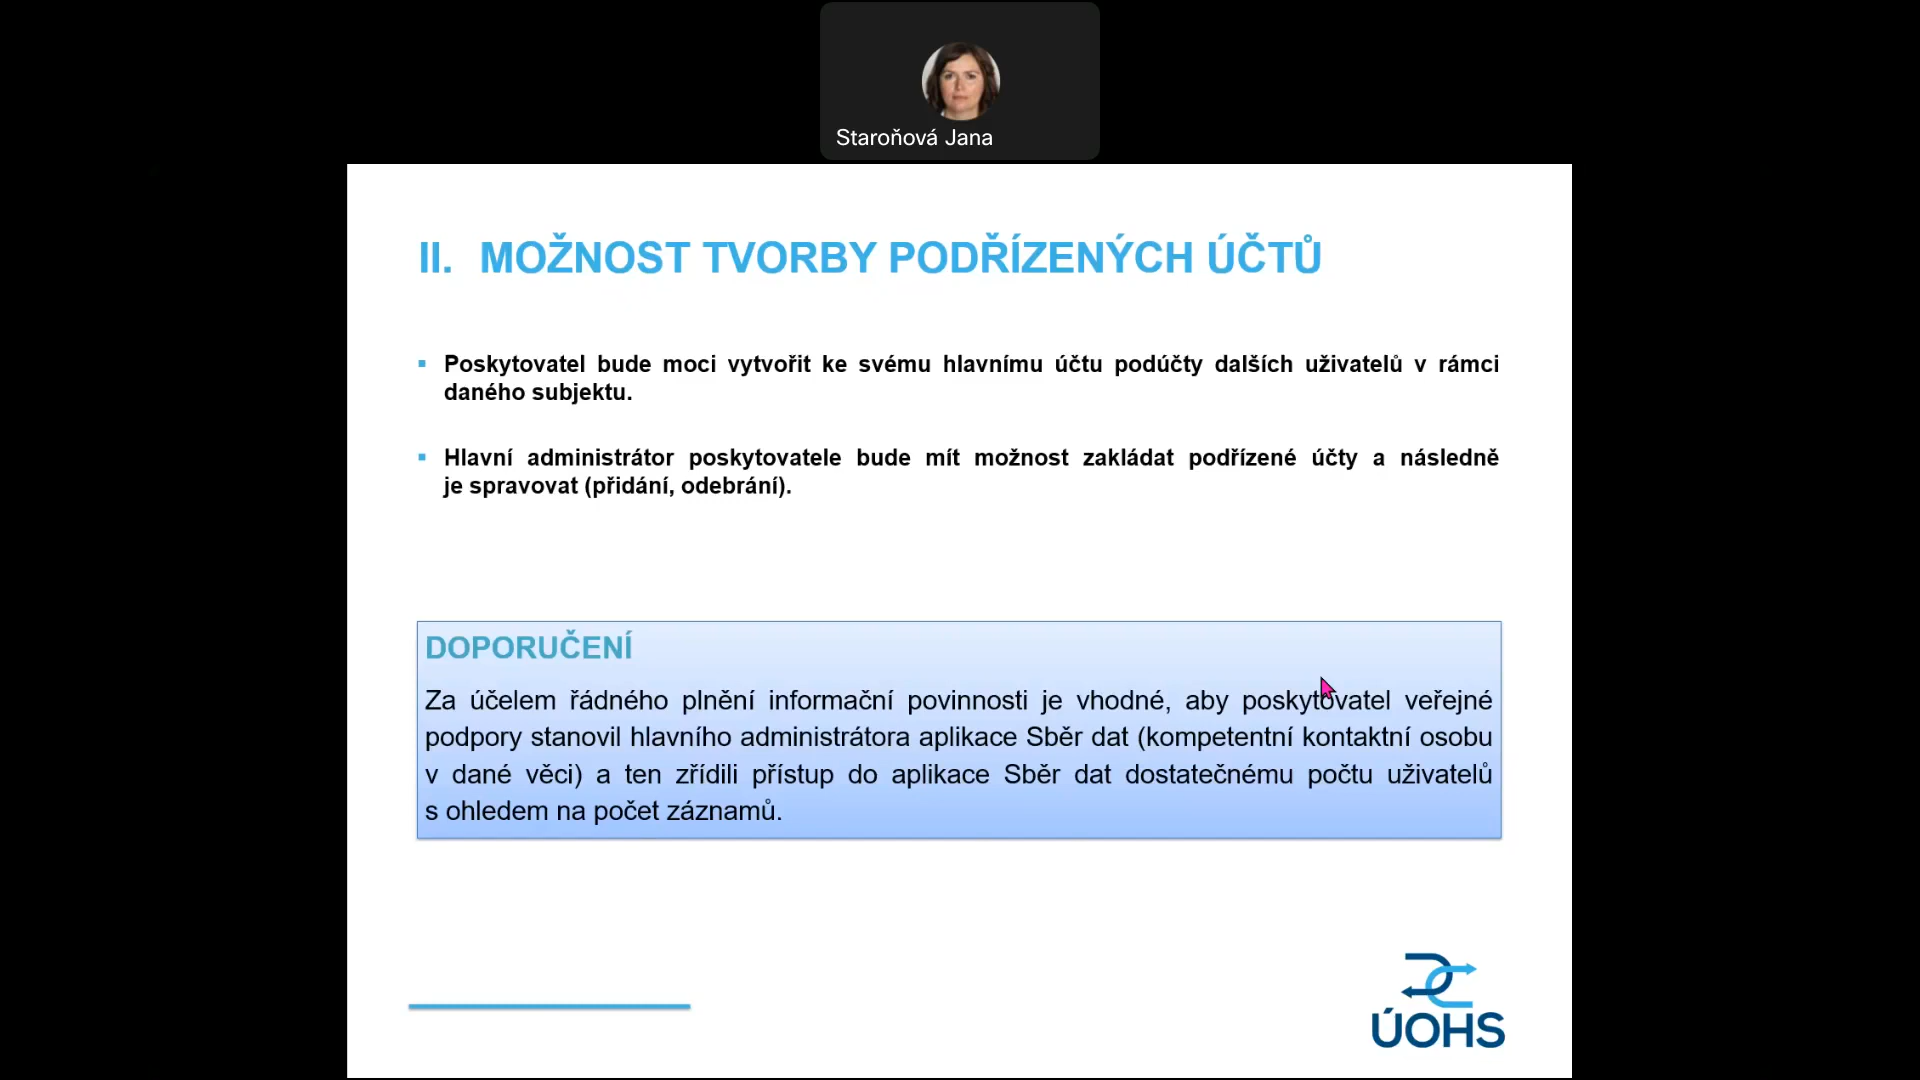 Staroňová Jana
II. MOŽNOST TVORBY PODŘÍZENÝCH ÚČTŮ
▪ Poskytovatel bude moci vytvořit ke svému hlavnímu účtu podúčty dalších uživatelů v rámci
daného subjektu.
▪ Hlavní administrátor poskytovatele bude mít možnost zakládat podřízené účty a následně
je spravovat (přidání, odebrání).
DOPORUČENÍ
Za účelem řádného plnění informační povinnosti je vhodné, aby poskytovatel veřejné
podpory stanovil hlavního administrátora aplikace Sběr dat (kompetentní kontaktní osobu
v dané věci) a ten zřídili přístup do aplikace Sběr dat dostatečnému počtu uživatelů
s ohledem na počet záznamů.
ÚOHS